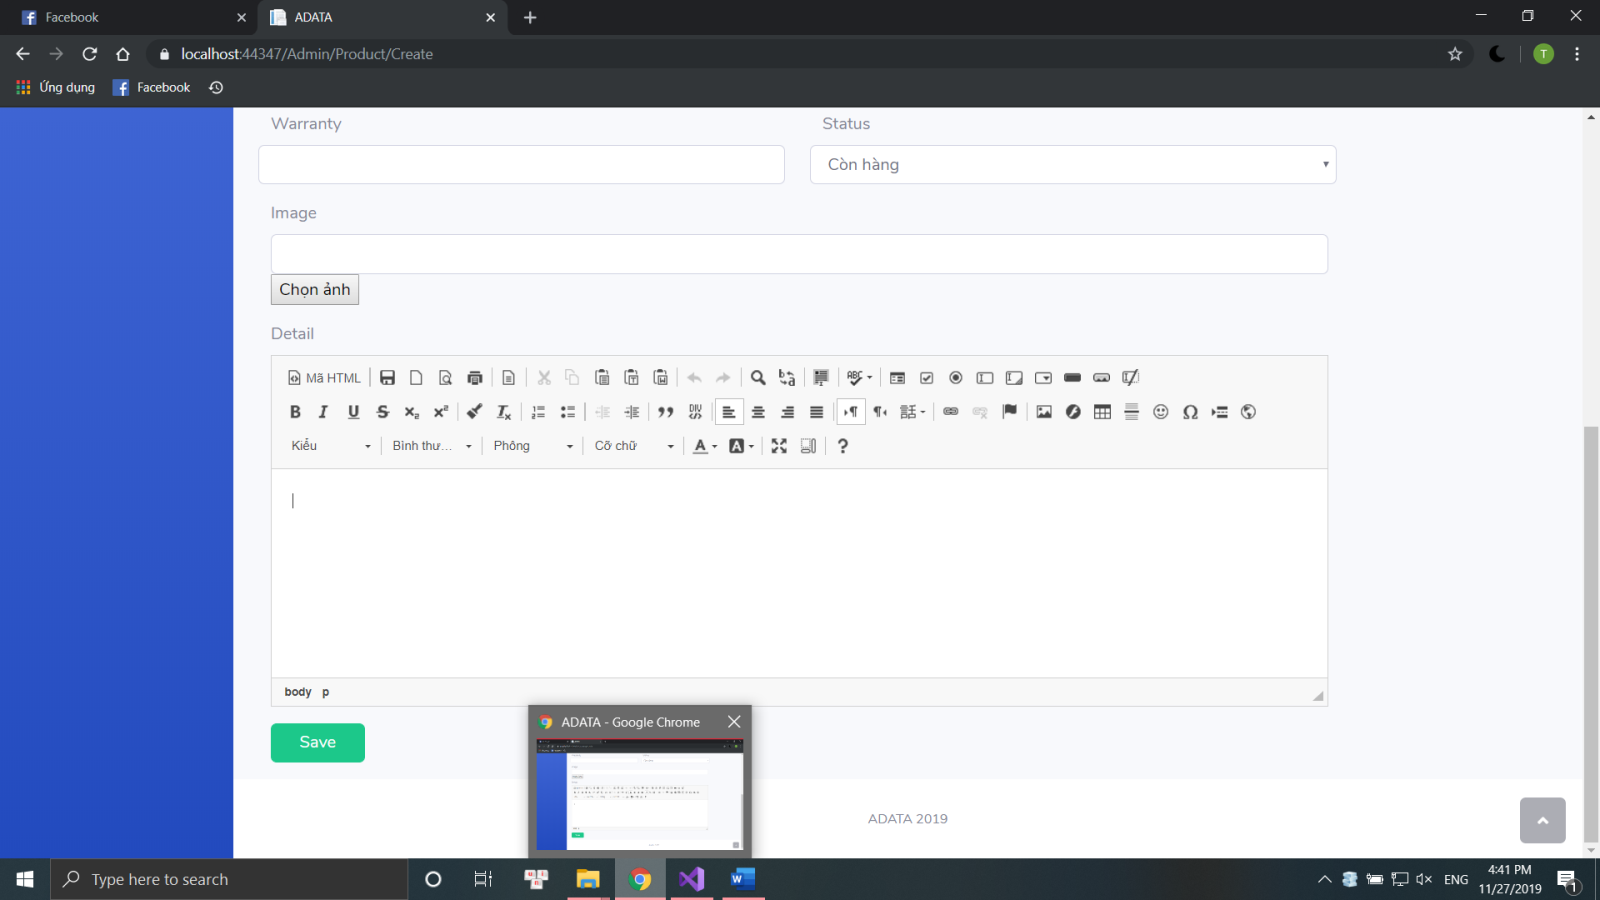 Facebook
ADATA
localhost:44347/Admin/Product/Create
T
Ứng dụng
Facebook
Warranty
Status
Còn hàng
Image
Chọn ảnh
Detail
Mã HTML
Kiểu
Bình thư...
Phông
Cỡ chữ
body p
Save
ADATA - Google Chrome
ADATA 2019
Type here to search
ENG
4:41 PM
11/27/2019
1